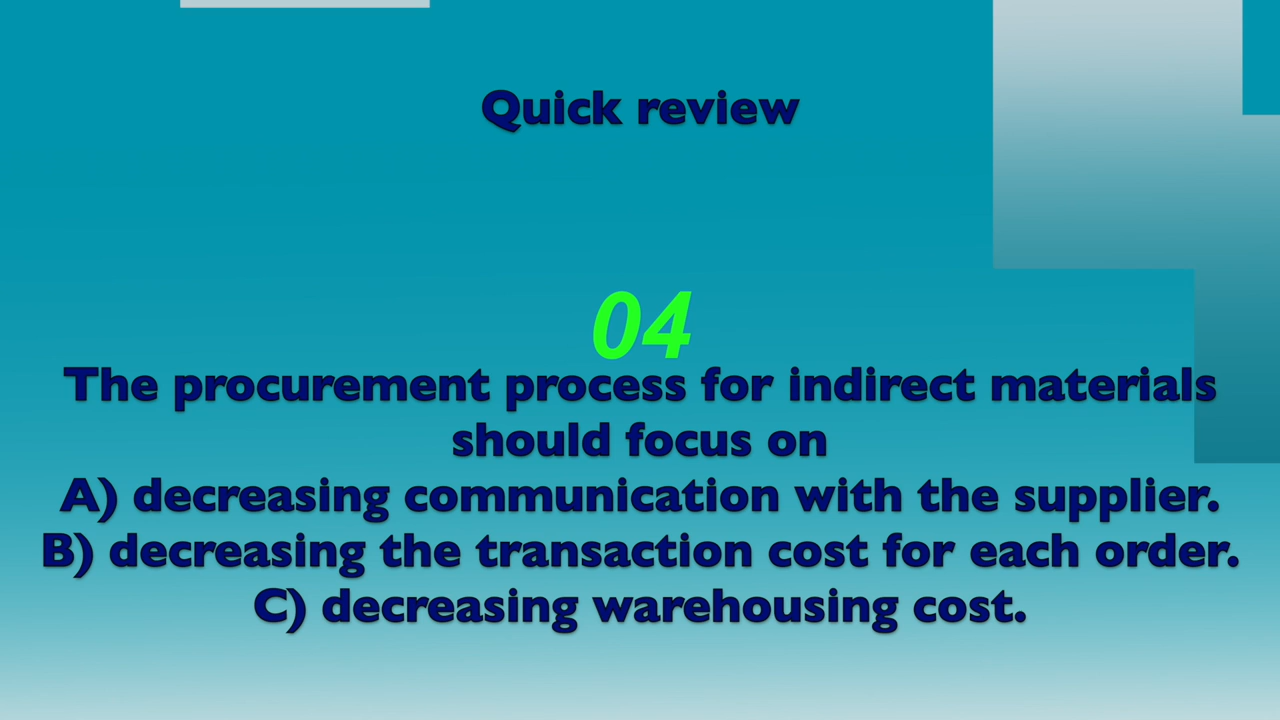 Quick review
04
The procurement process for indirect materials
should focus on
A) decreasing communication with the supplier.
B) decreasing the transaction cost for each order.
C) decreasing warehousing cost.